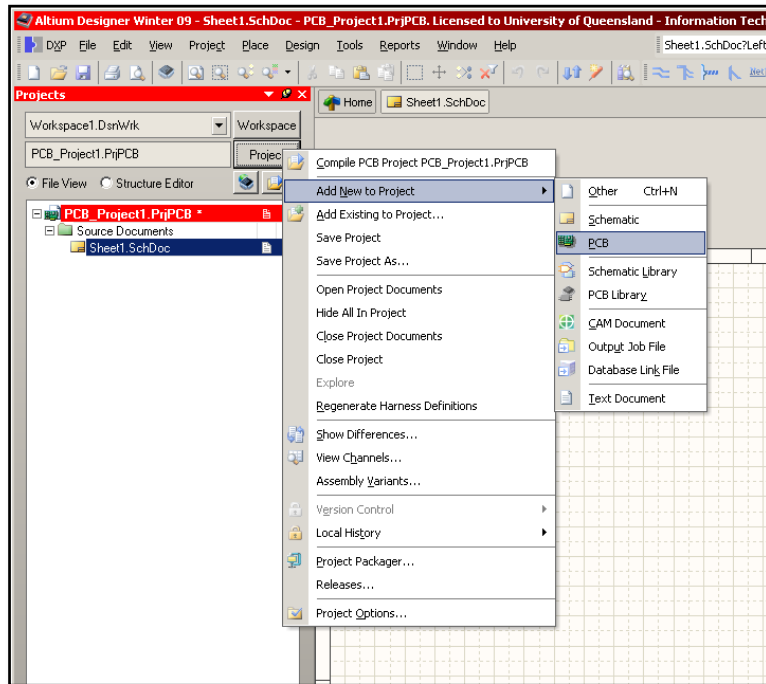 Altium Designer Winter 09 - Sheet1.SchDoc - PCB_Project1.PrjPCB. Licensed to University of Queensland - Information Tech
DXP File Edit View Project Place Design Tools Reports Window Help Sheet1.SchDoc?Left
Net
Projects
Home Sheet1.SchDoc
Workspace1.DsnWrk Workspace
PCB_Project1.PrjPCB Projec
File View Structure Editor
PCB_Project1.PrjPCB *
Source Documents
Sheet1.SchDoc
Compile PCB Project PCB_Project1.PrjPCB
Add New to Project
Add Existing to Project...
Save Project
Save Project As...
Open Project Documents
Hide All In Project
Close Project Documents
Close Project
Explore
Regenerate Harness Definitions
Show Differences...
View Channels...
Assembly Variants...
Version Control
Local History
Project Packager...
Releases...
Project Options...
Other Ctrl+N
Schematic
PCB
Schematic Library
PCB Library
CAM Document
Output Job File
Database Link File
Text Document